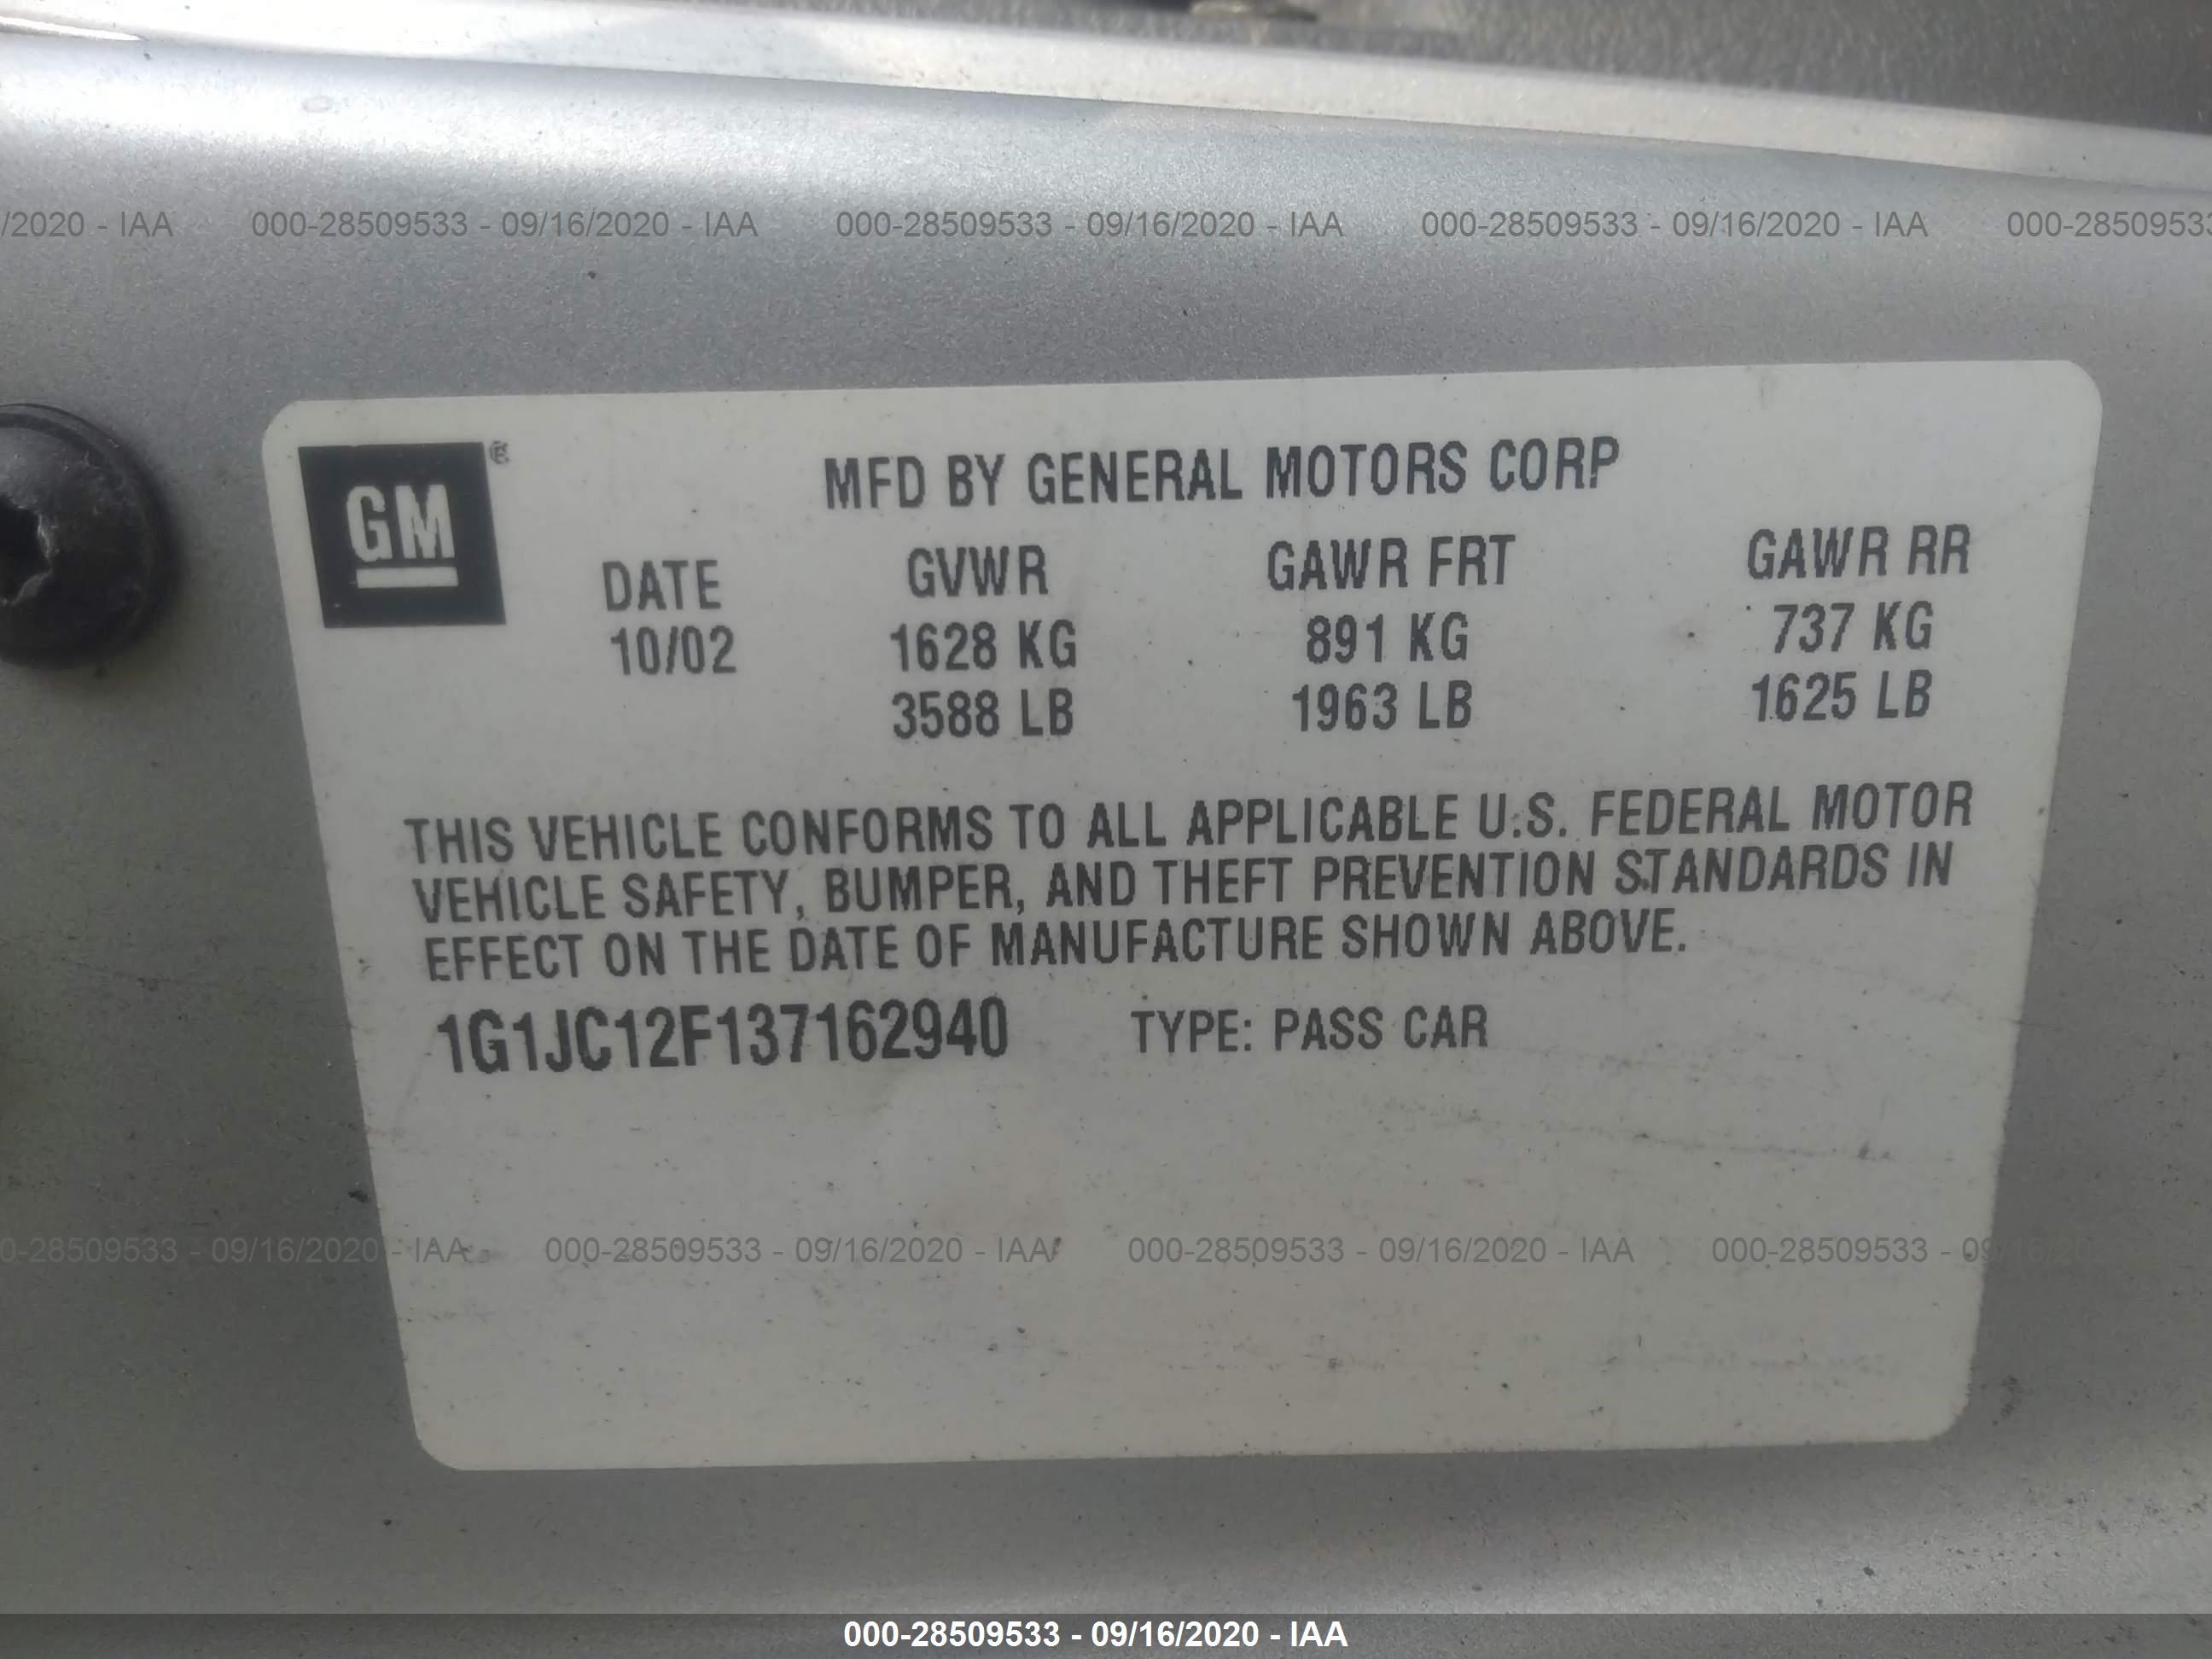 /2020 - IAA 000-28509533 - 09/16/2020 - IAA 000-28509533 - 09/16/2020 - IAA 000-28509533 - 09/16/2020 - IAA 000-28509533
GM ®
MFD BY GENERAL MOTORS CORP
DATE GVWR GAWR FRT GAWR RR
10/02 1628 KG 891 KG 737 KG
3588 LB 1963 LB 1625 LB
THIS VEHICLE CONFORMS TO ALL APPLICABLE U.S. FEDERAL MOTOR
VEHICLE SAFETY, BUMPER, AND THEFT PREVENTION STANDARDS IN
EFFECT ON THE DATE OF MANUFACTURE SHOWN ABOVE.
1G1JC12F137162940 TYPE: PASS CAR
0-28509533 - 09/16/2020 - IAA 000-28509533 - 09/16/2020 - IAA 000-28509533 - 09/16/2020 - IAA 000-28509533 - 09/16/20
000-28509533 - 09/16/2020 - IAA